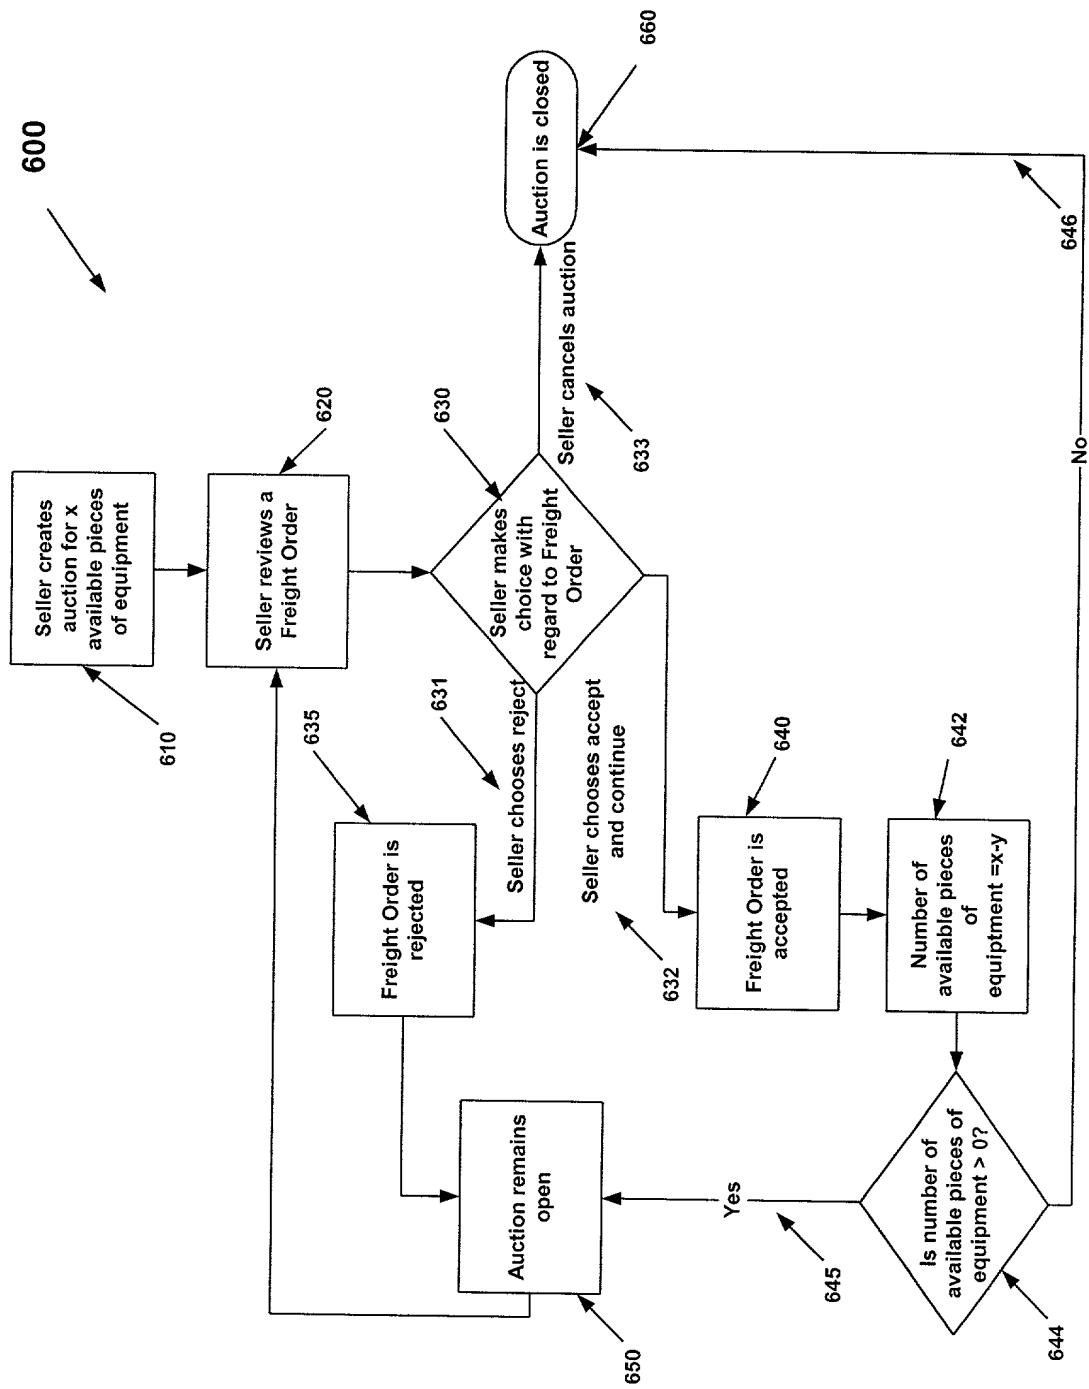 600
Seller creates
auction for x
available pieces
of equipment
610
Seller reviews a
Freight Order
620
Seller makes
choice with
regard to Freight
Order
630
Seller chooses reject
631
Freight Order is
rejected
635
Seller chooses accept
and continue
632
Seller cancels auction
633
Auction is closed
660
Freight Order is
accepted
640
Number of
available pieces
of
equiptment =x-y
642
Is number of
available pieces of
equipment > 0?
644
Yes
645
No
646
Auction remains
open
650